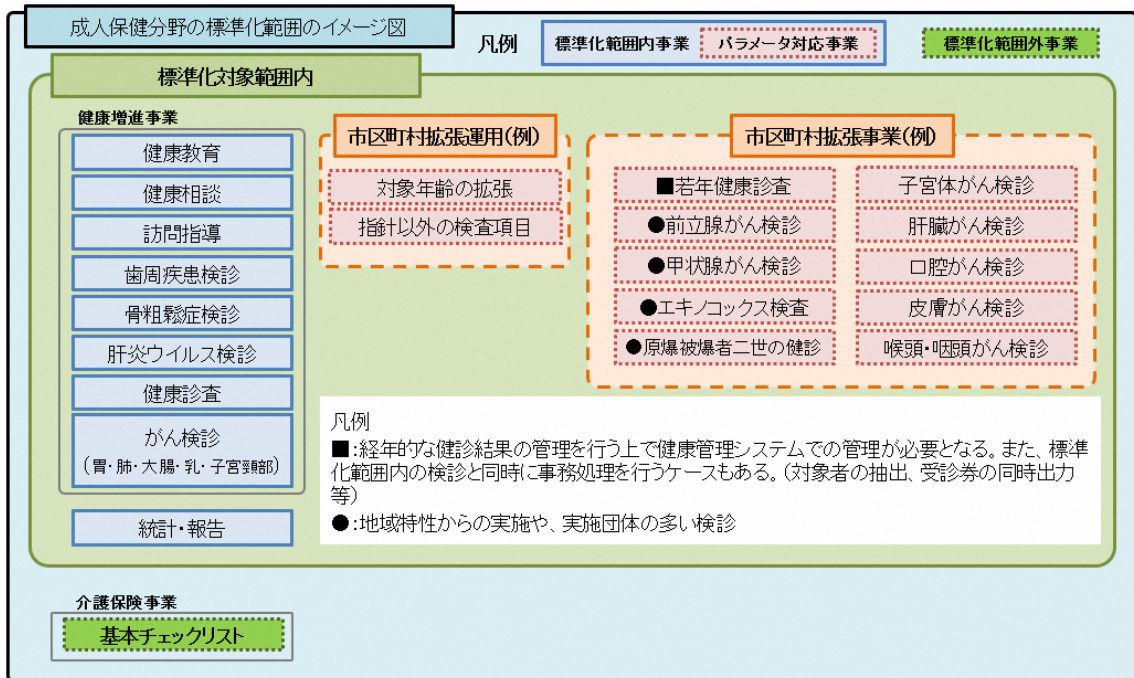 成人保健分野の標準化範囲のイメージ図
凡例
標準化範囲内事業
パラメータ対応事業
標準化範囲外事業
標準化対象範囲内
健康増進事業
健康教育
健康相談
訪問指導
歯周疾患検診
骨粗鬆症検診
肝炎ウイルス検診
健康診査
がん検診
（胃・肺・大腸・乳・子宮頸部）
統計・報告
市区町村拡張運用(例)
対象年齢の拡張
指針以外の検査項目
市区町村拡張事業(例)
■若年健康診査
●前立腺がん検診
●甲状腺がん検診
●エキノコックス検査
●原爆被爆者二世の健診
子宮体がん検診
肝臓がん検診
口腔がん検診
皮膚がん検診
喉頭・咽頭がん検診
凡例
■：経年的な健診結果の管理を行う上で健康管理システムでの管理が必要となる。また、標準
化範囲内の検診と同時に事務処理を行うケースもある。（対象者の抽出、受診券の同時出力
等）
●：地域特性からの実施や、実施団体の多い検診
介護保険事業
基本チェックリスト